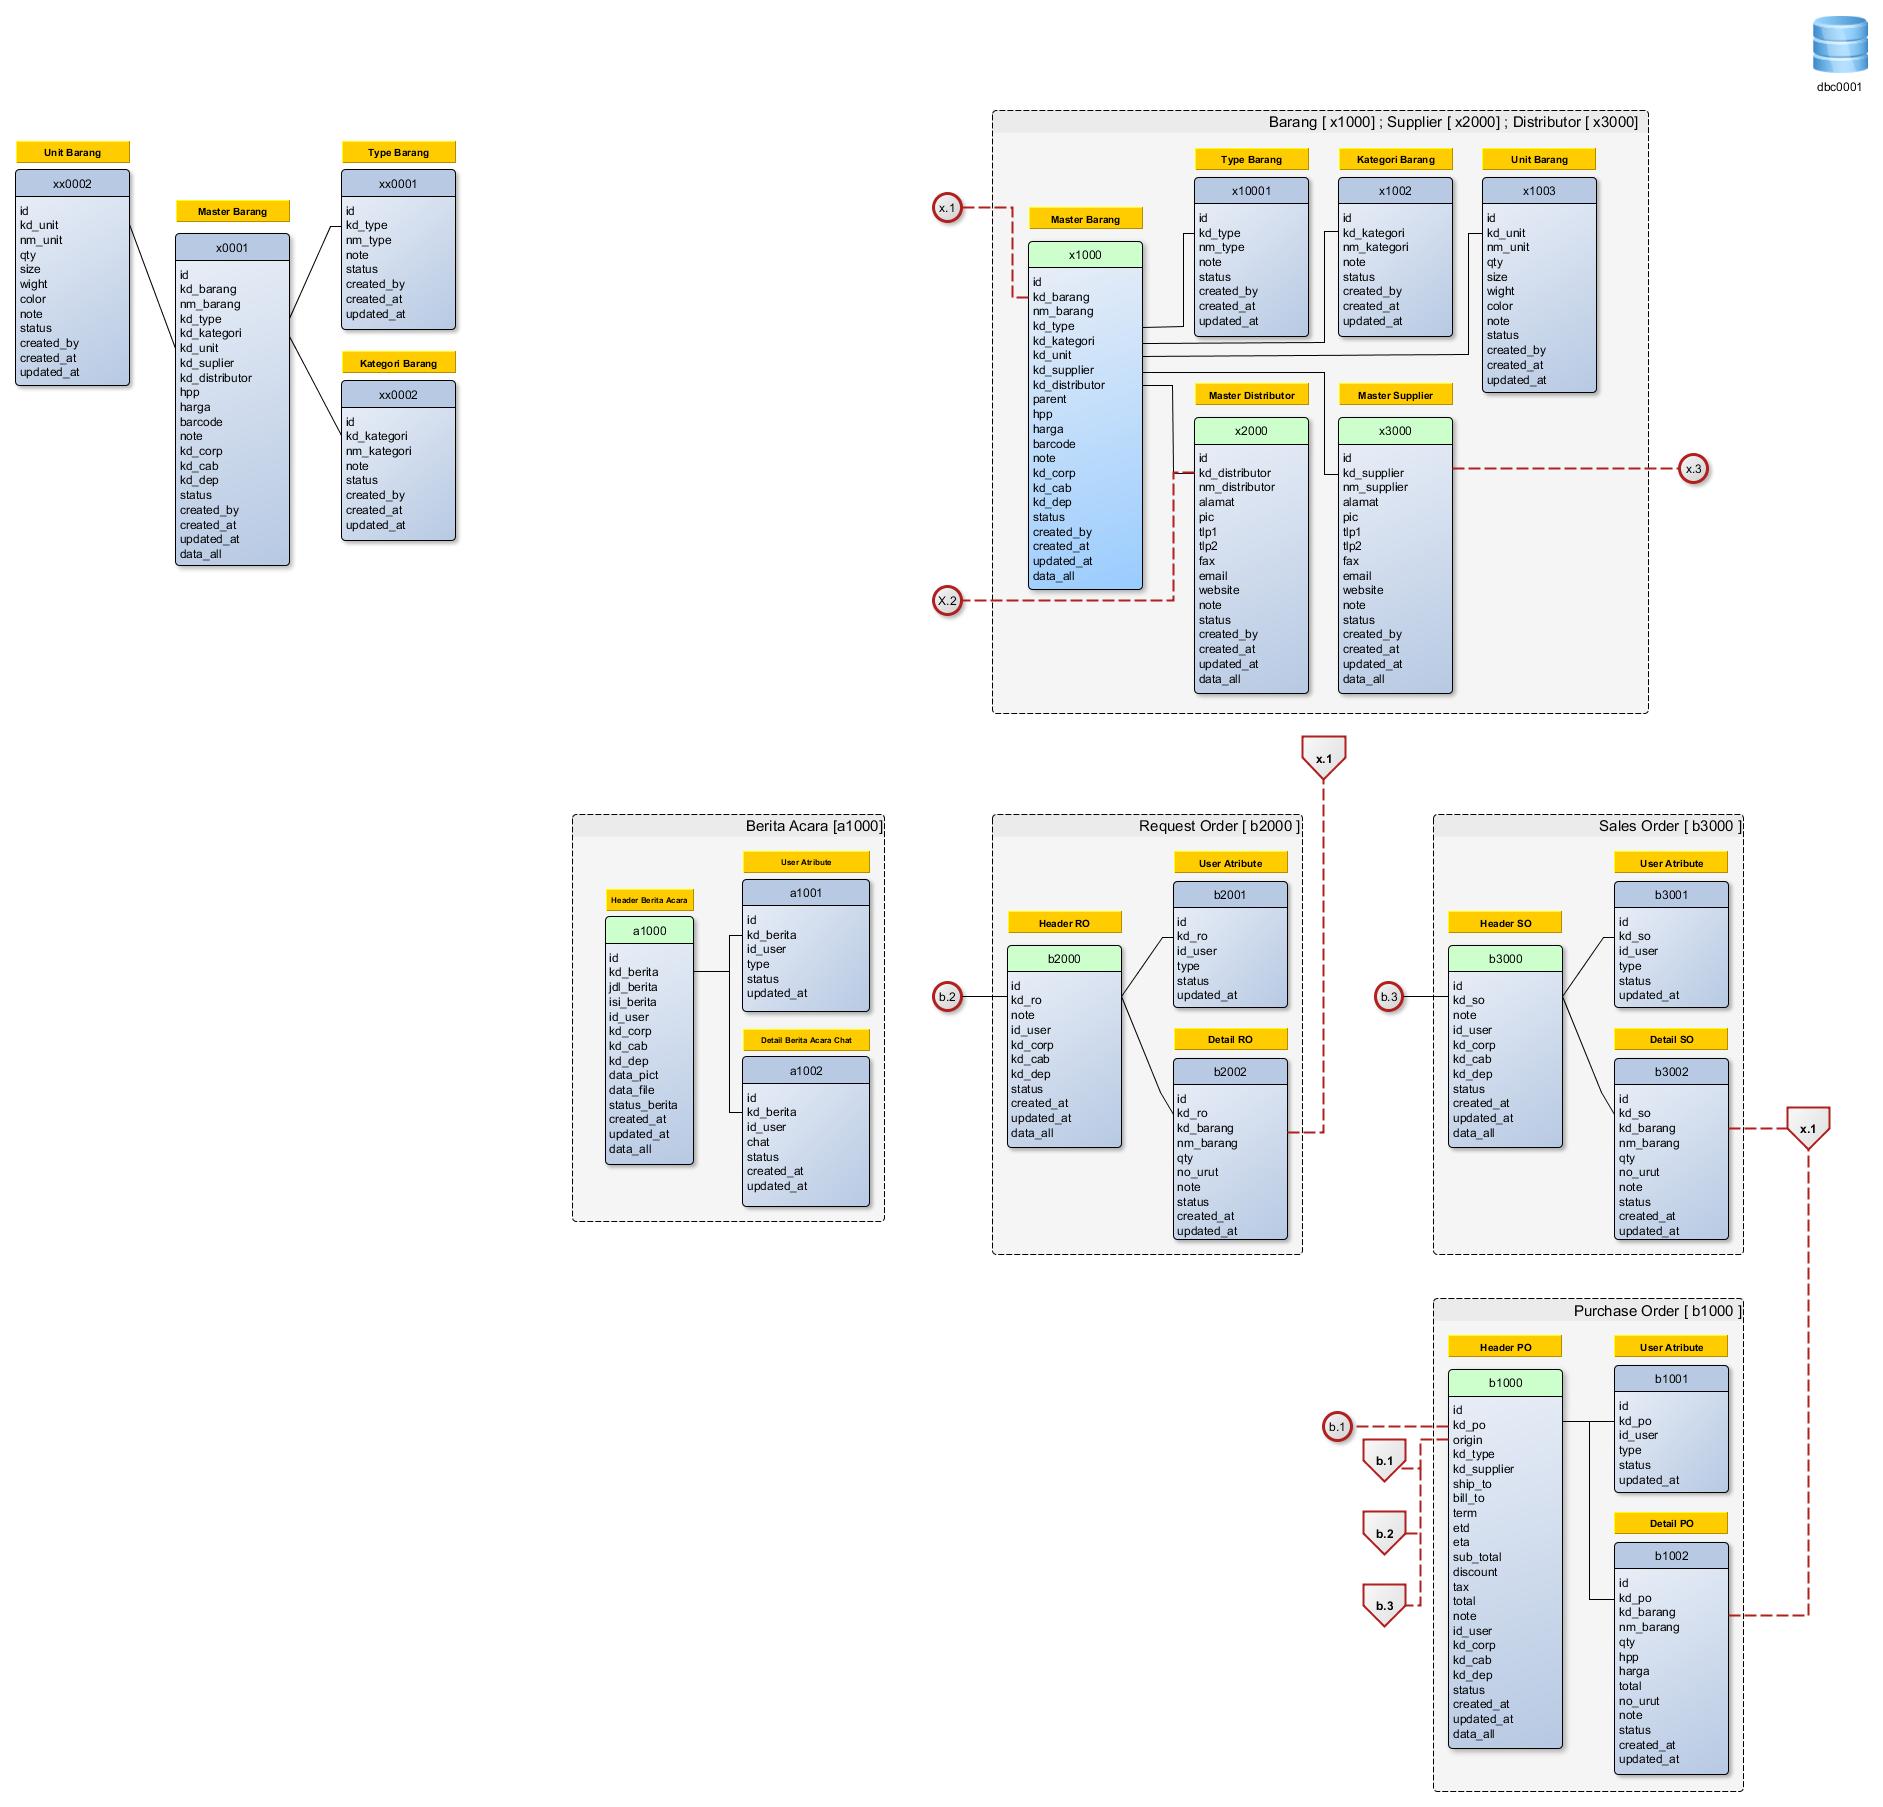 dbc0001
Unit Barang
xx0002
id
kd_unit
nm_unit
qty
size
wight
color
note
status
created_by
created_at
updated_at
Master Barang
x0001
id
kd_barang
nm_barang
kd_type
kd_kategori
kd_unit
kd_suplier
kd_distributor
hpp
harga
barcode
note
kd_corp
kd_cab
kd_dep
status
created_by
created_at
updated_at
data_all
Type Barang
xx0001
id
kd_type
nm_type
note
status
created_by
created_at
updated_at
Kategori Barang
xx0002
id
kd_kategori
nm_kategori
note
status
created_by
created_at
updated_at
Barang [ x1000] ; Supplier [ x2000] ; Distributor [ x3000]
x.1
X.2
x.3
Master Barang
x1000
id
kd_barang
nm_barang
kd_type
kd_kategori
kd_unit
kd_supplier
kd_distributor
parent
hpp
harga
barcode
note
kd_corp
kd_cab
kd_dep
status
created_by
created_at
updated_at
data_all
Type Barang
x10001
id
kd_type
nm_type
note
status
created_by
created_at
updated_at
Kategori Barang
x1002
id
kd_kategori
nm_kategori
note
status
created_by
created_at
updated_at
Unit Barang
x1003
id
kd_unit
nm_unit
qty
size
wight
color
note
status
created_by
created_at
updated_at
Master Distributor
x2000
id
kd_distributor
nm_distributor
alamat
pic
tlp1
tlp2
fax
email
website
note
status
created_by
created_at
updated_at
data_all
Master Supplier
x3000
id
kd_supplier
nm_supplier
alamat
pic
tlp1
tlp2
fax
email
website
note
status
created_by
created_at
updated_at
data_all
x.1
Berita Acara [a1000]
Header Berita Acara
a1000
id
kd_berita
jdl_berita
isi_berita
id_user
kd_corp
kd_cab
kd_dep
data_pict
data_file
status_berita
created_at
updated_at
data_all
User Atribute
a1001
id
kd_berita
id_user
type
status
updated_at
Detail Berita Acara Chat
a1002
id
kd_berita
id_user
chat
status
created_at
updated_at
Request Order [ b2000 ]
b.2
Header RO
b2000
id
kd_ro
note
id_user
kd_corp
kd_cab
kd_dep
status
created_at
updated_at
data_all
User Atribute
b2001
id
kd_ro
id_user
type
status
updated_at
Detail RO
b2002
id
kd_ro
kd_barang
nm_barang
qty
no_urut
note
status
created_at
updated_at
Sales Order [ b3000 ]
b.3
Header SO
b3000
id
kd_so
note
id_user
kd_corp
kd_cab
kd_dep
status
created_at
updated_at
data_all
User Atribute
b3001
id
kd_so
id_user
type
status
updated_at
Detail SO
b3002
id
kd_so
kd_barang
nm_barang
qty
no_urut
note
status
created_at
updated_at
x.1
Purchase Order [ b1000 ]
b.1
b.1
b.2
b.3
Header PO
b1000
id
kd_po
origin
kd_type
kd_supplier
ship_to
bill_to
term
etd
eta
sub_total
discount
tax
total
note
id_user
kd_corp
kd_cab
kd_dep
status
created_at
updated_at
data_all
User Atribute
b1001
id
kd_po
id_user
type
status
updated_at
Detail PO
b1002
id
kd_po
kd_barang
nm_barang
qty
hpp
harga
total
no_urut
note
status
created_at
updated_at